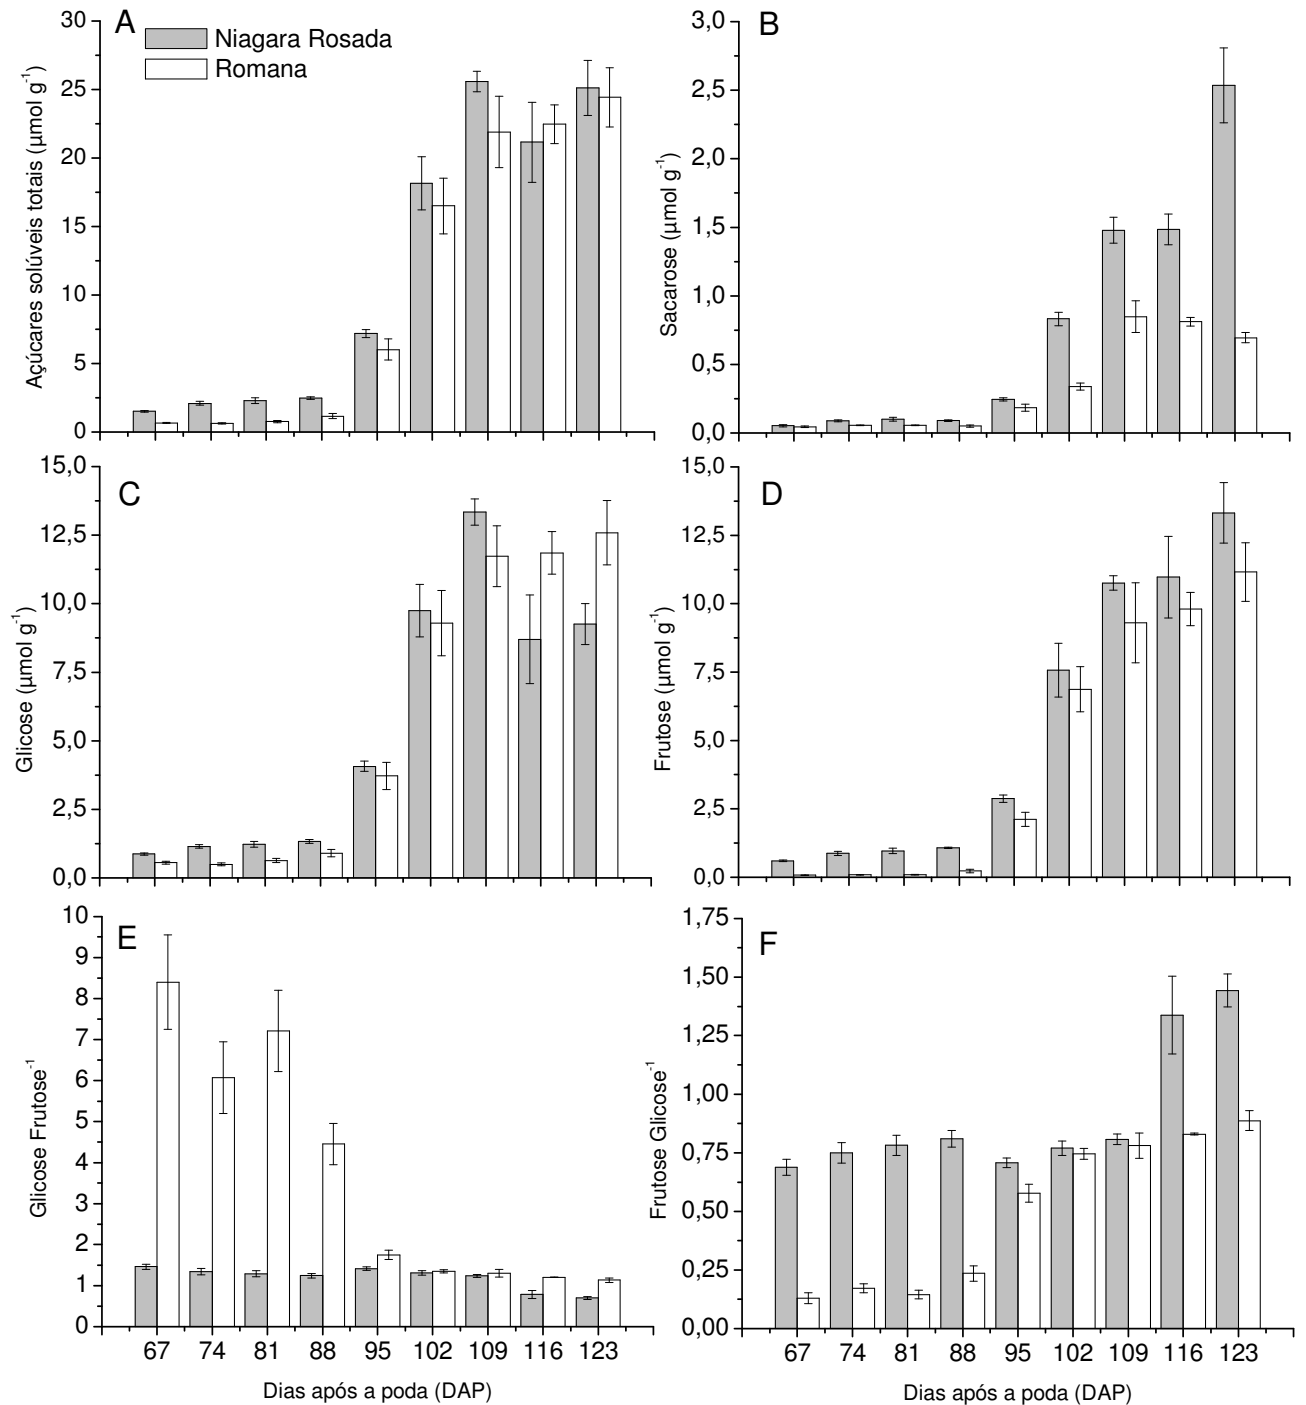 A
Niagara Rosada
Romana
Açúcares solúveis totais (µmol g-1)
30
25
20
15
10
5
0
B
Sacarose (µmol g-1)
3,0
2,5
2,0
1,5
1,0
0,5
0,0
C
Glicose (µmol g-1)
15,0
12,5
10,0
7,5
5,0
2,5
0,0
D
Frutose (µmol g-1)
15,0
12,5
10,0
7,5
5,0
2,5
0,0
E
Glicose Frutose-1
10
9
8
7
6
5
4
3
2
1
0
67 74 81 88 95 102 109 116 123
Dias após a poda (DAP)
F
Frutose Glicose-1
1,75
1,50
1,25
1,00
0,75
0,50
0,25
0,00
67 74 81 88 95 102 109 116 123
Dias após a poda (DAP)